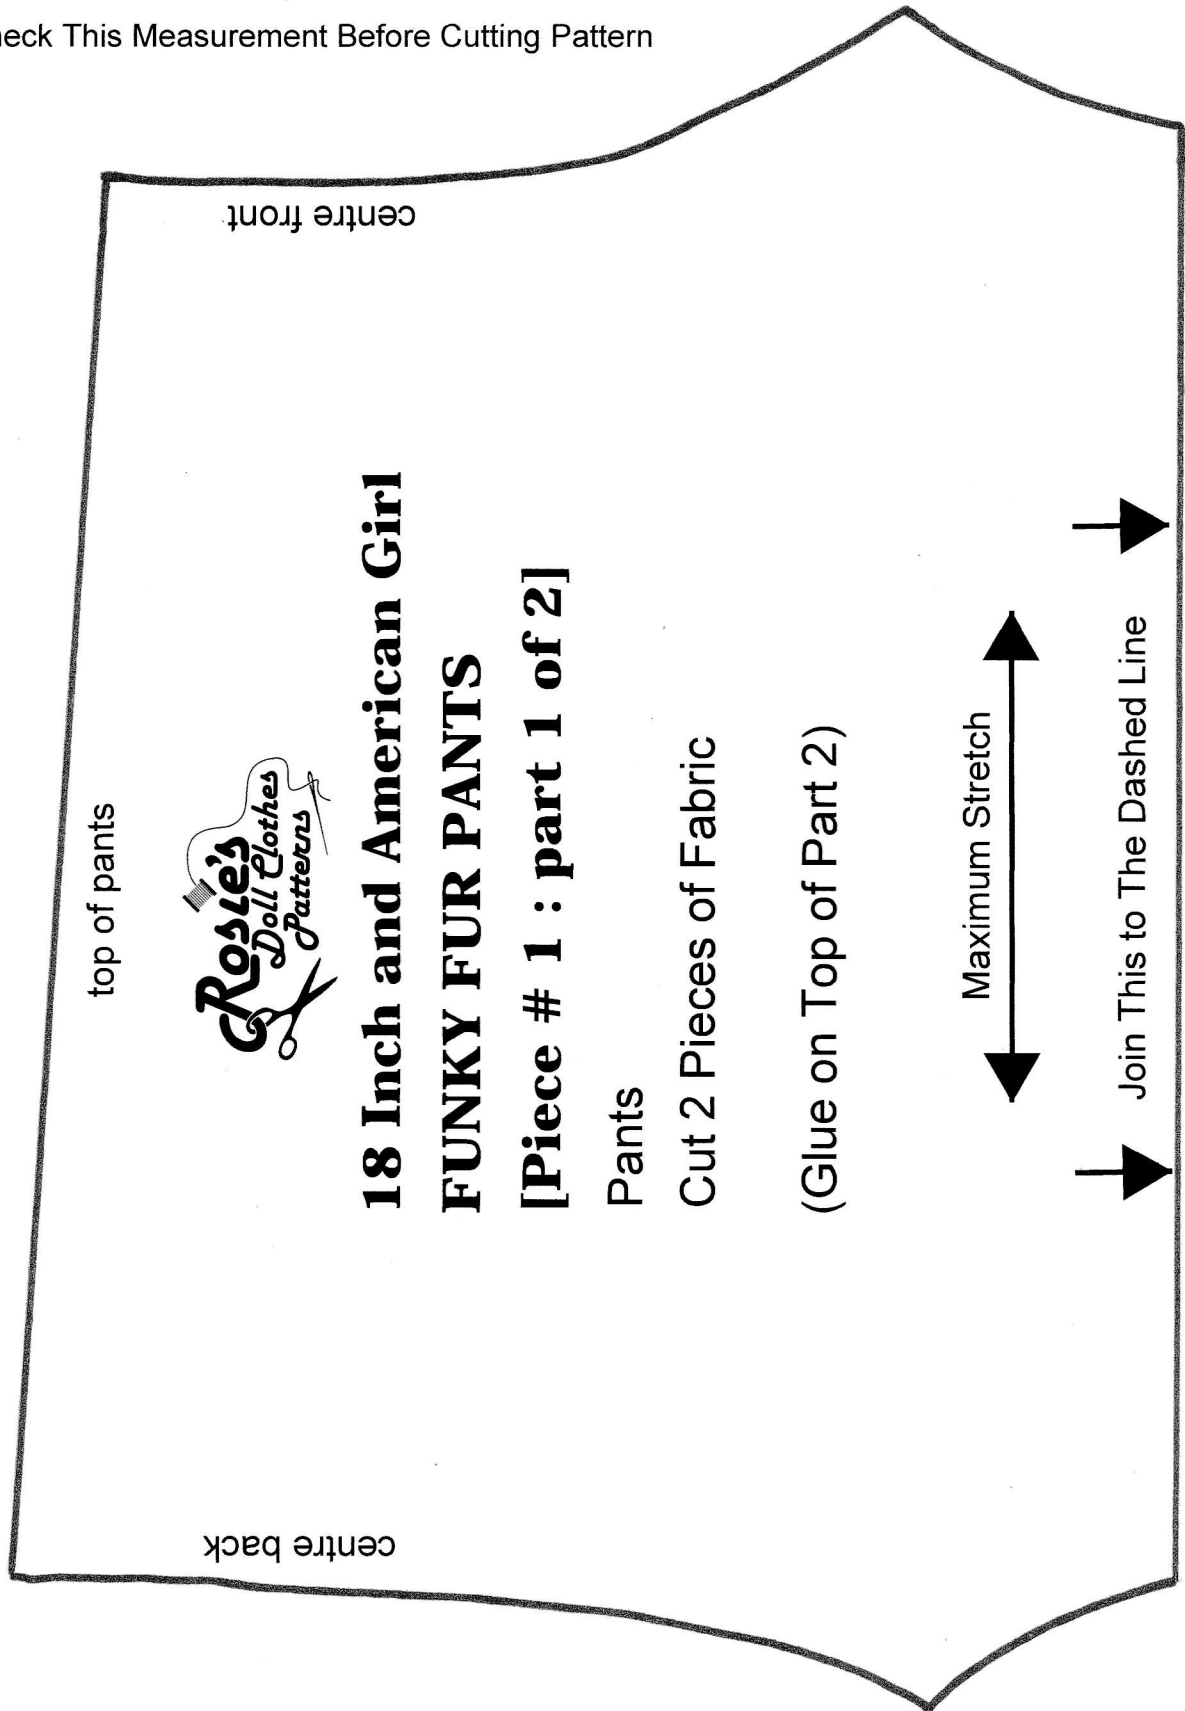 eck This Measurement Before Cutting Pattern
centre front
top of pants
Rosie's
Doll Clothes
Patterns
18 Inch and American Girl
FUNKY FUR PANTS
[Piece # 1 : part 1 of 2]
Pants
Cut 2 Pieces of Fabric
(Glue on Top of Part 2)
Maximum Stretch
Join This to The Dashed Line
centre back